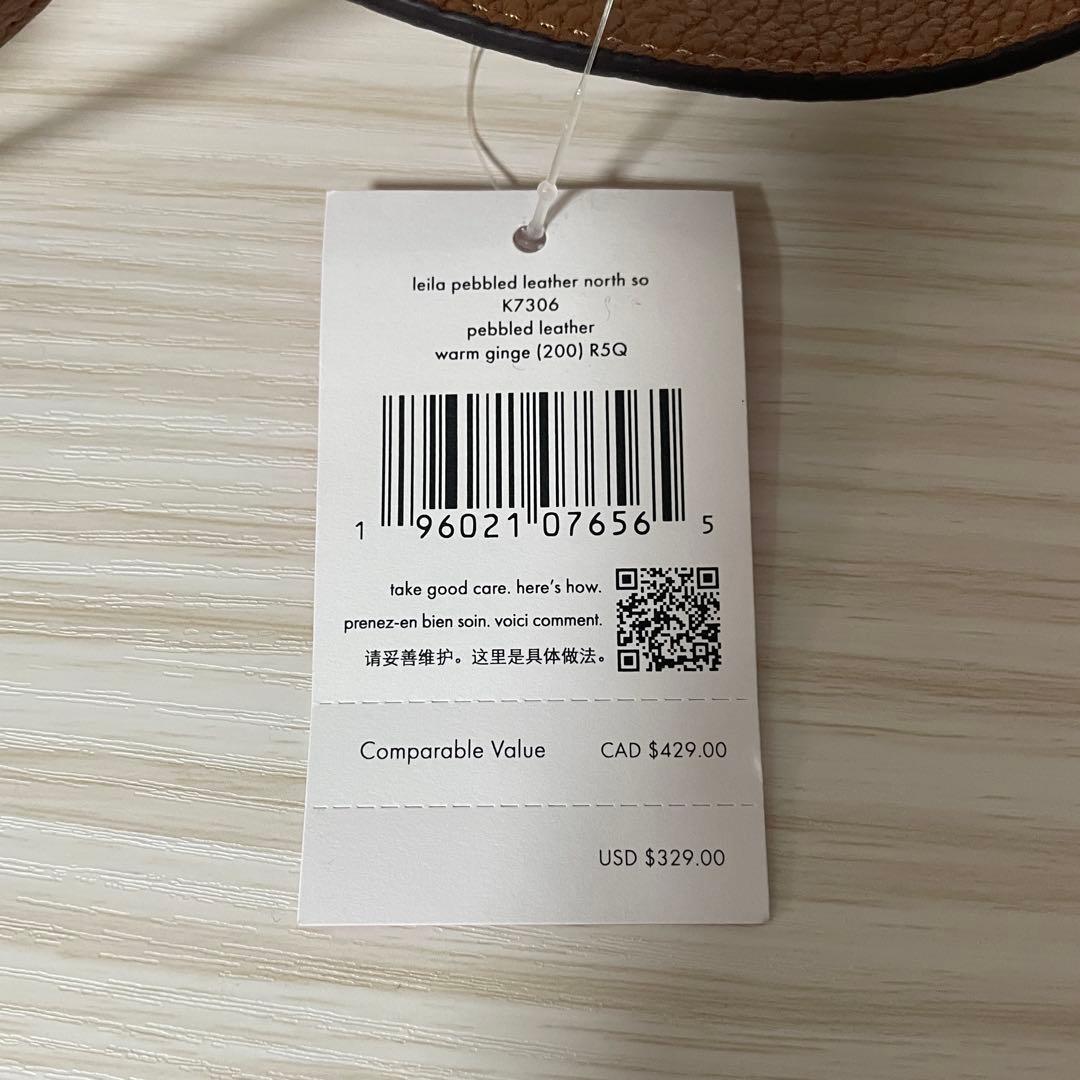 leila pebbled leather north so
K7306
pebbled leather
warm ginge (200) R5Q
1 96021 07656 5
take good care. here's how.
prenez-en bien soin. voici comment.
请妥善维护。这里是具体做法。
Comparable Value CAD $429.00
USD $329.00